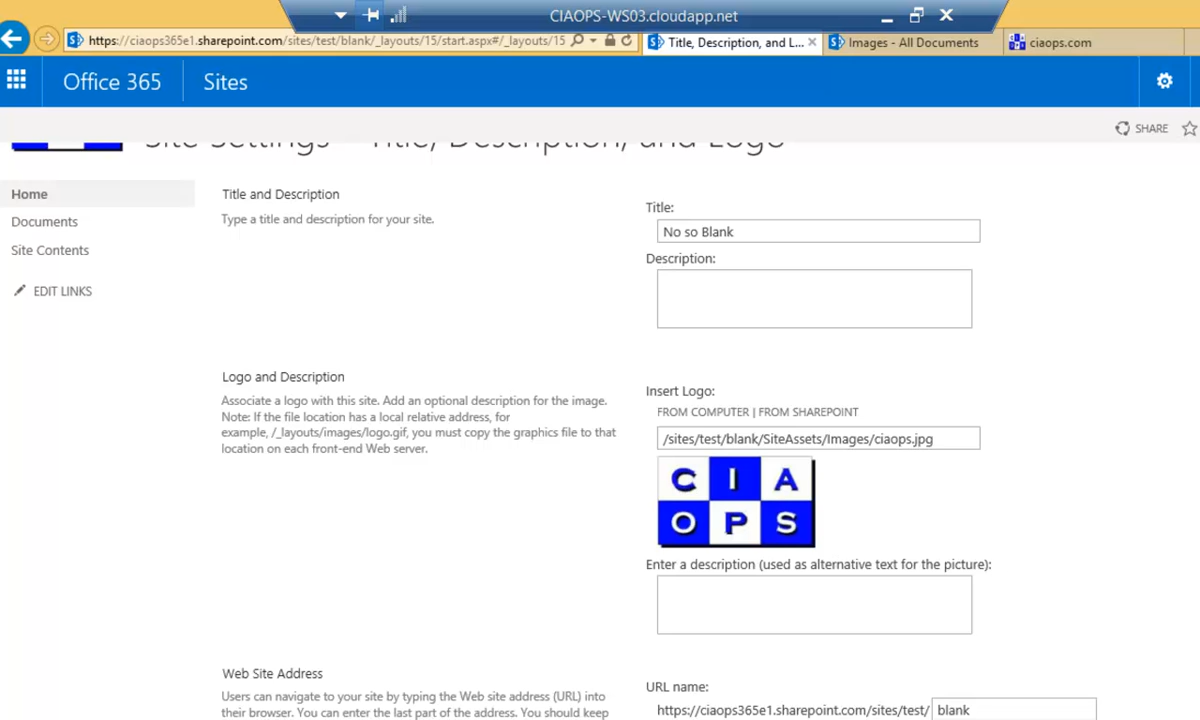 CIAOPS-WS03.cloudapp.net
https://ciaops365e1.sharepoint.com/sites/test/blank/_layouts/15/start.aspx#/_layouts/15
Title, Description, and L...
Images - All Documents
ciaops.com
Office 365
Sites
SHARE
Site Settings
Title, Description, and Logo
Home
Documents
Site Contents
EDIT LINKS
Title and Description
Type a title and description for your site.
Title:
No so Blank
Description:
Logo and Description
Associate a logo with this site. Add an optional description for the image.
Note: If the file location has a local relative address, for
example, /_layouts/images/logo.gif, you must copy the graphics file to that
location on each front-end Web server.
Insert Logo:
FROM COMPUTER | FROM SHAREPOINT
/sites/test/blank/SiteAssets/Images/ciaops.jpg
C I A
O P S
Enter a description (used as alternative text for the picture):
Web Site Address
Users can navigate to your site by typing the Web site address (URL) into
their browser. You can enter the last part of the address. You should keep
URL name:
https://ciaops365e1.sharepoint.com/sites/test/ blank